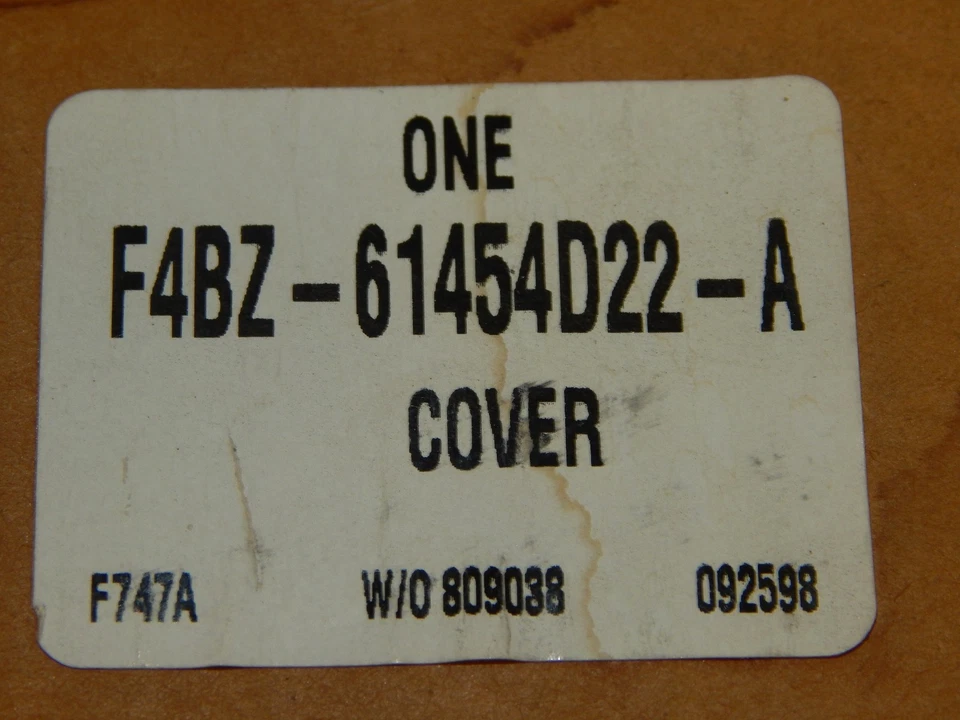 ONE
F4BZ-61454D22-A
COVER
F747A W/O 809038 092598